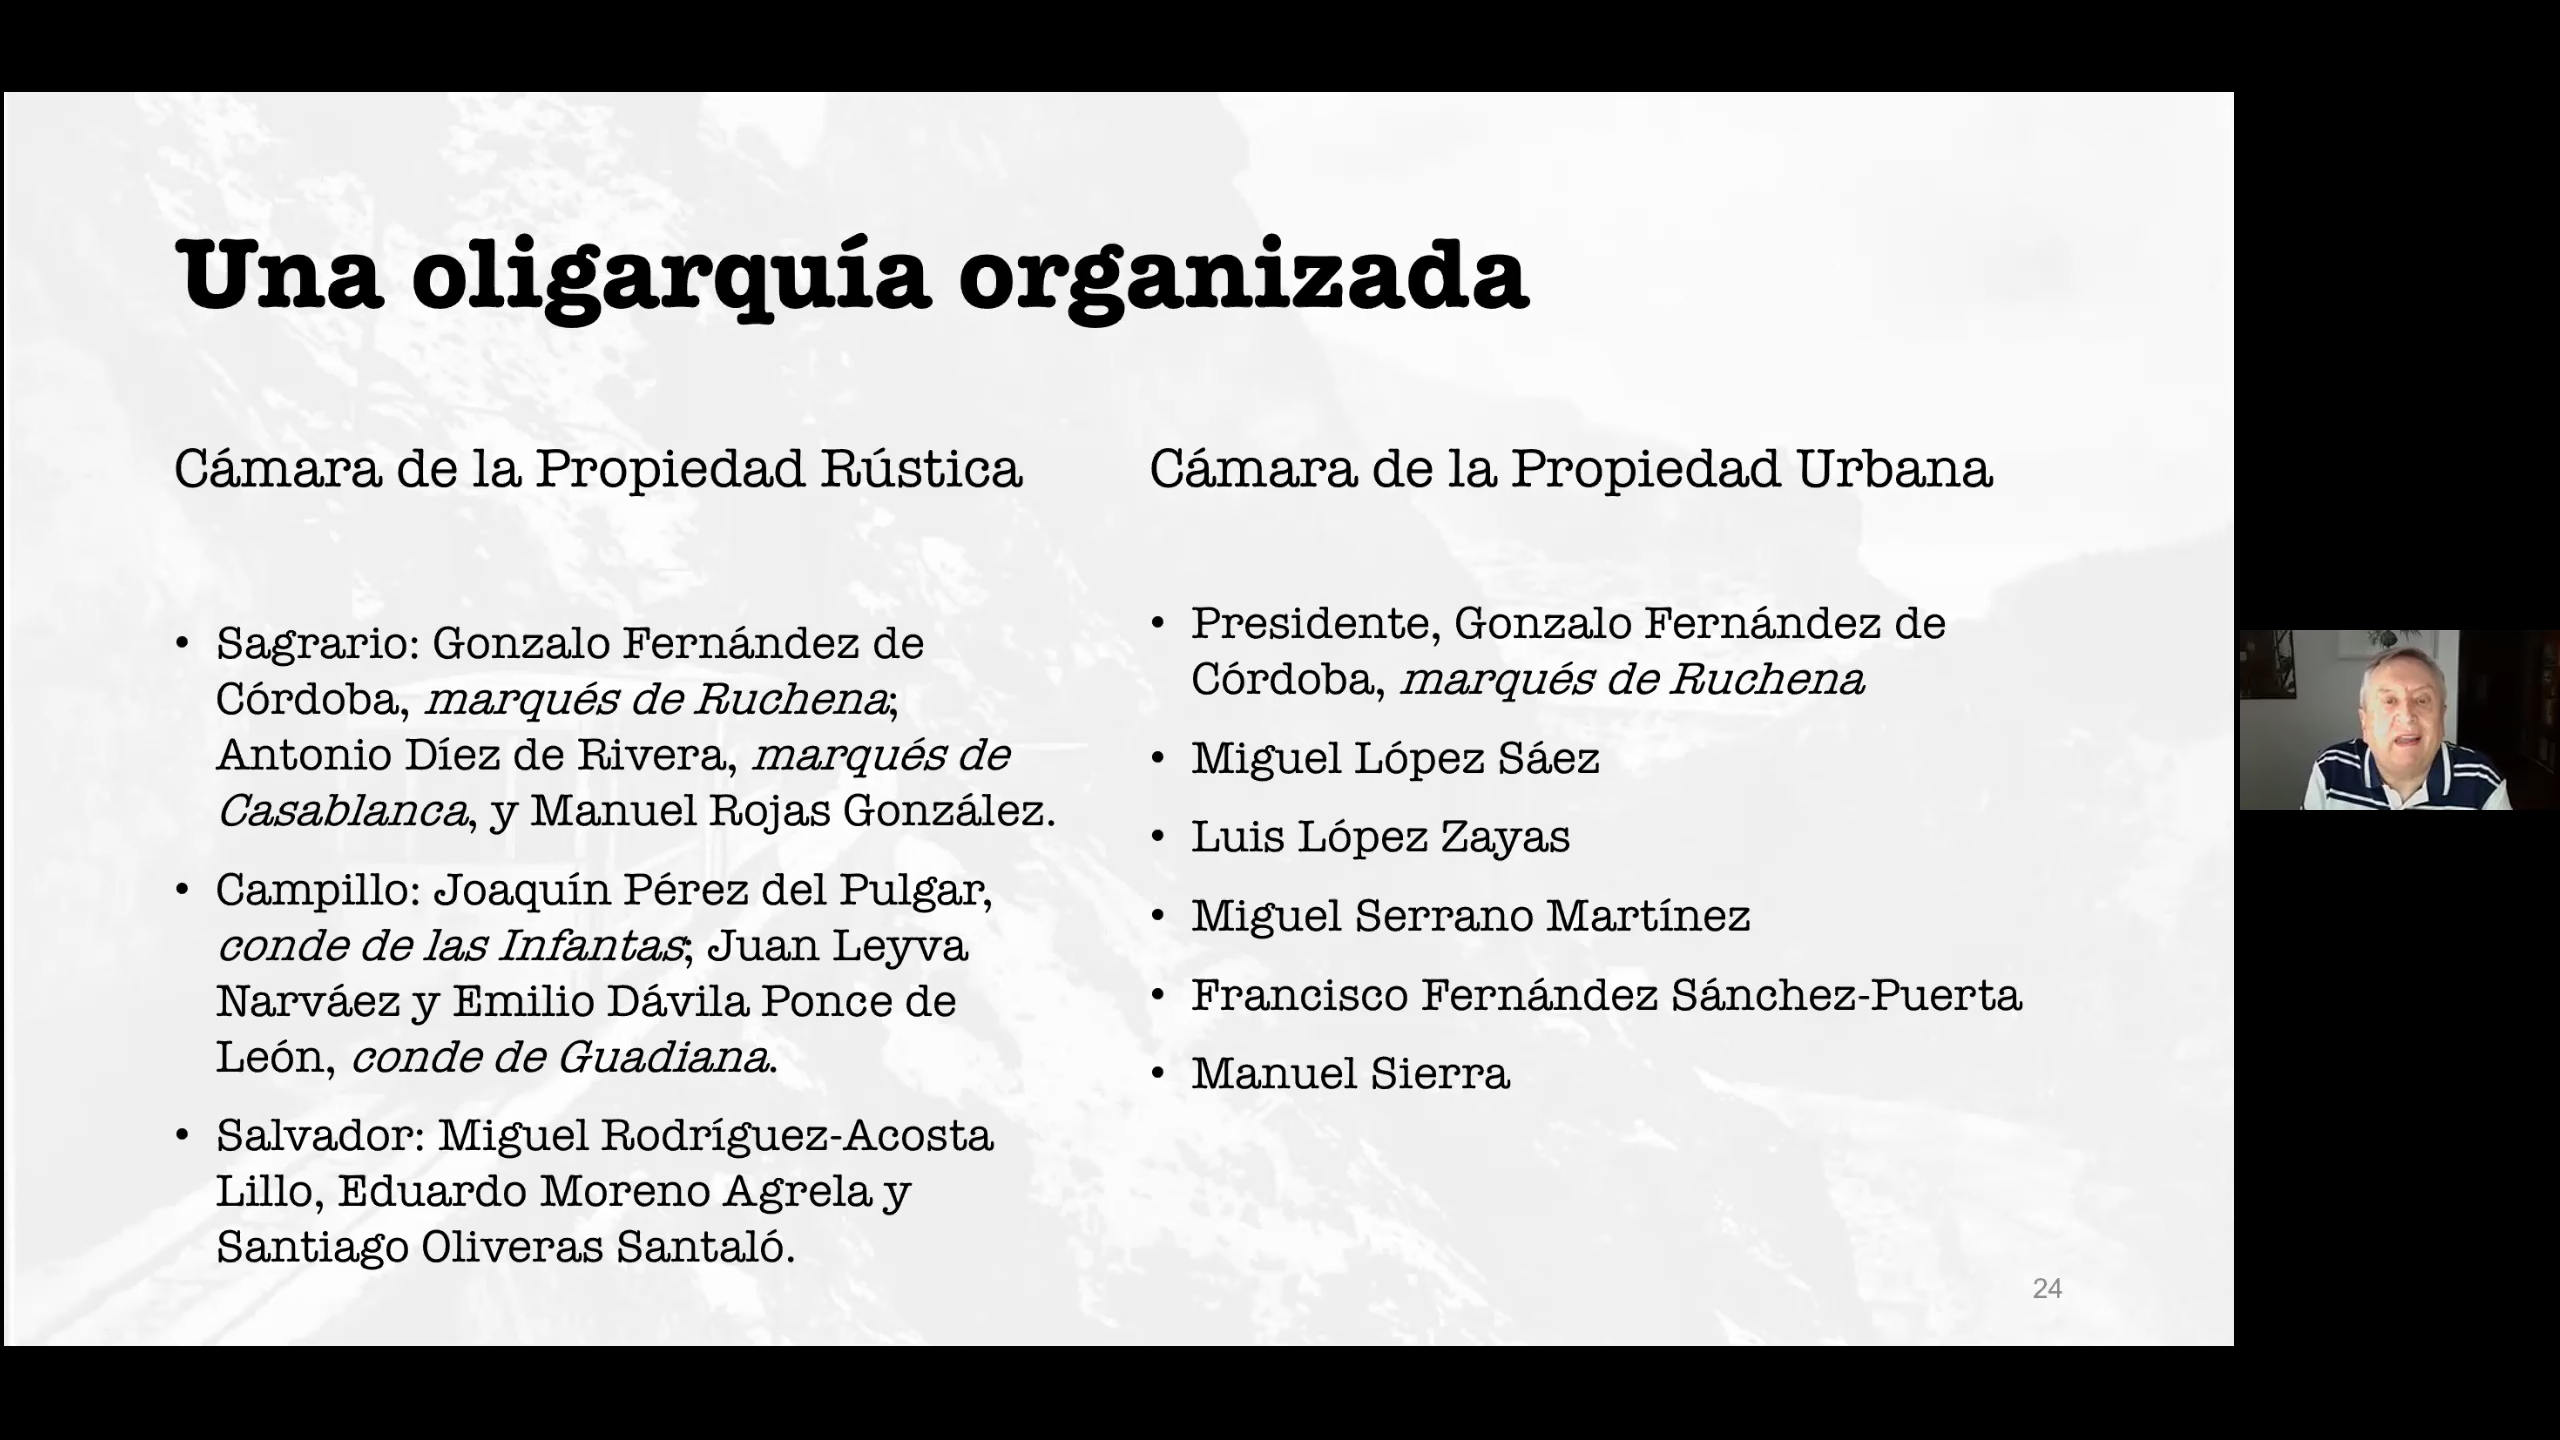 Una oligarquía organizada
Cámara de la Propiedad Rústica
• Sagrario: Gonzalo Fernández de
Córdoba, marqués de Ruchena;
Antonio Díez de Rivera, marqués de
Casablanca, y Manuel Rojas González.
• Campillo: Joaquín Pérez del Pulgar,
conde de las Infantas; Juan Leyva
Narváez y Emilio Dávila Ponce de
León, conde de Guadiana.
• Salvador: Miguel Rodríguez-Acosta
Lillo, Eduardo Moreno Agrela y
Santiago Oliveras Santaló.
Cámara de la Propiedad Urbana
• Presidente, Gonzalo Fernández de
Córdoba, marqués de Ruchena
• Miguel López Sáez
• Luis López Zayas
• Miguel Serrano Martínez
• Francisco Fernández Sánchez-Puerta
• Manuel Sierra
24